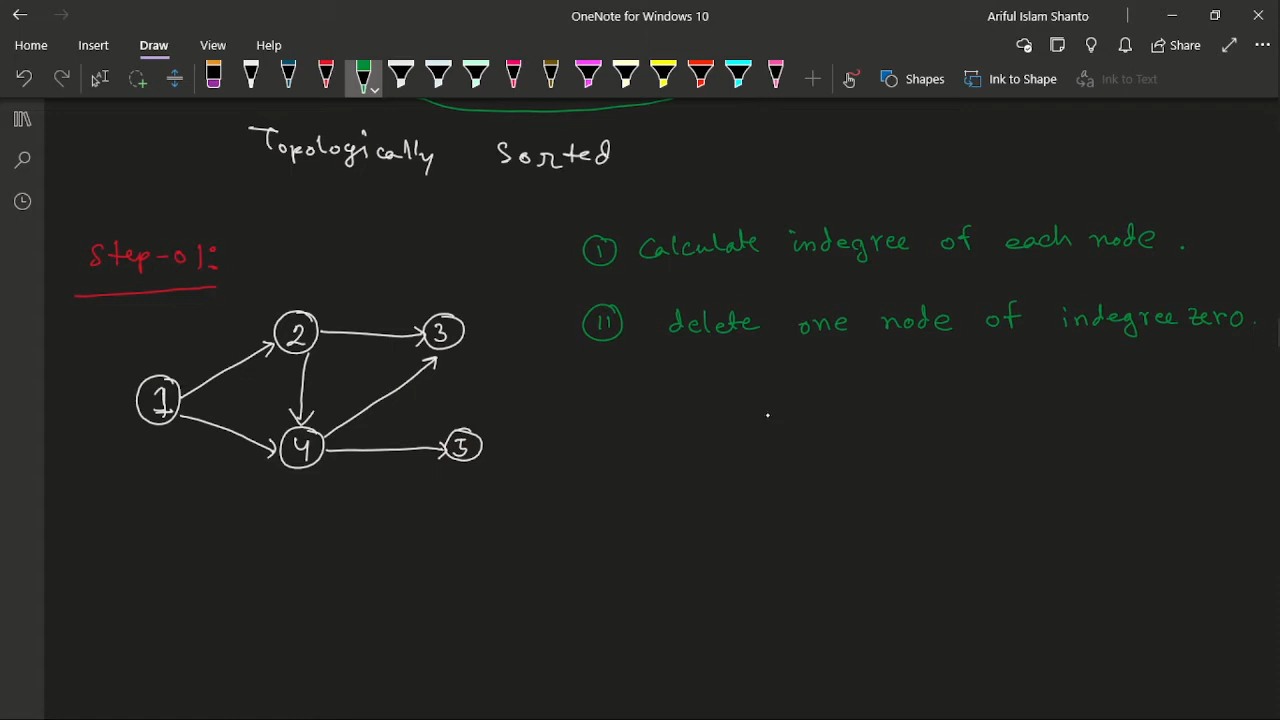 OneNote for Windows 10
Ariful Islam Shanto
Home Insert Draw View Help
Share
Shapes Ink to Shape Ink to Text
Topologically sorted
Step-01:
i calculate indegree of each node.
ii delete one node of indegree zero.
2 3
1
4 5